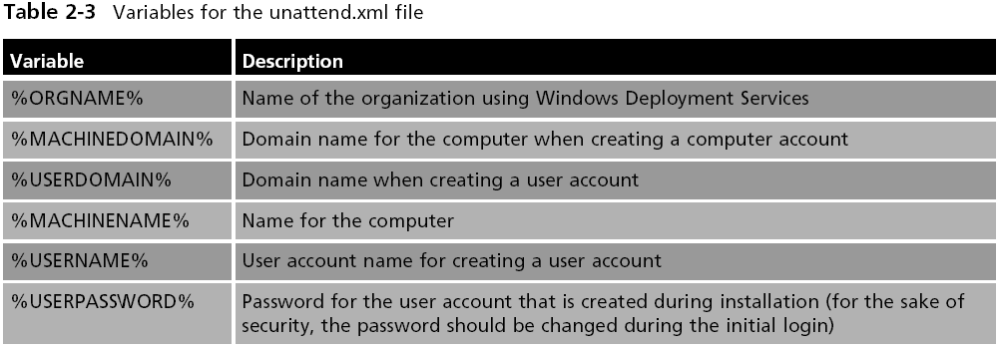 Table 2-3 Variables for the unattend.xml file
Variable Description
%ORGNAME% Name of the organization using Windows Deployment Services
%MACHINEDOMAIN% Domain name for the computer when creating a computer account
%USERDOMAIN% Domain name when creating a user account
%MACHINENAME% Name for the computer
%USERNAME% User account name for creating a user account
%USERPASSWORD% Password for the user account that is created during installation (for the sake of
security, the password should be changed during the initial login)